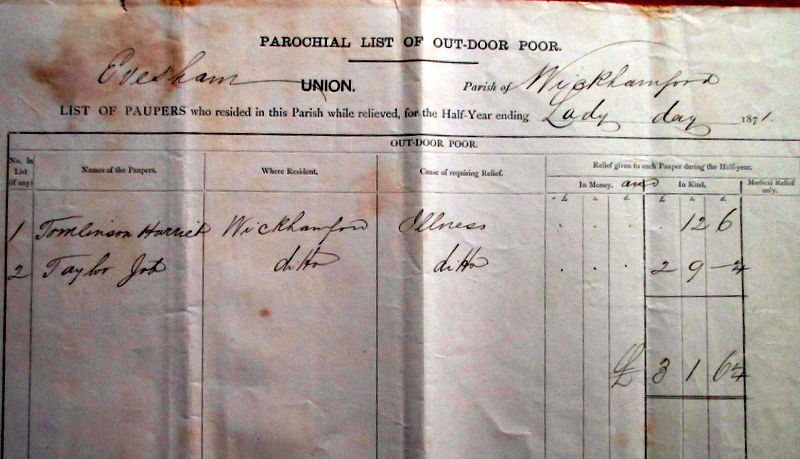 PAROCHIAL LIST OF OUT-DOOR POOR.
Evesham UNION. Parish of Wickhamford
LIST OF PAUPERS who resided in this Parish while relieved, for the Half-Year ending Lady day 1871.
OUT-DOOR POOR.
No. in List (if any) Names of the Paupers. Where Resident. Cause of requiring Relief. Relief given to each Pauper during the Half-year.
In Money, and In Kind. Medical Relief only.
£ s. d. £ s. d.
1 Tomlinson Harriet Wickhamford Illness . . . . 12 6
2 Taylor Job ditto ditto . . . 2 9 -¼
£ 3 1 6¼